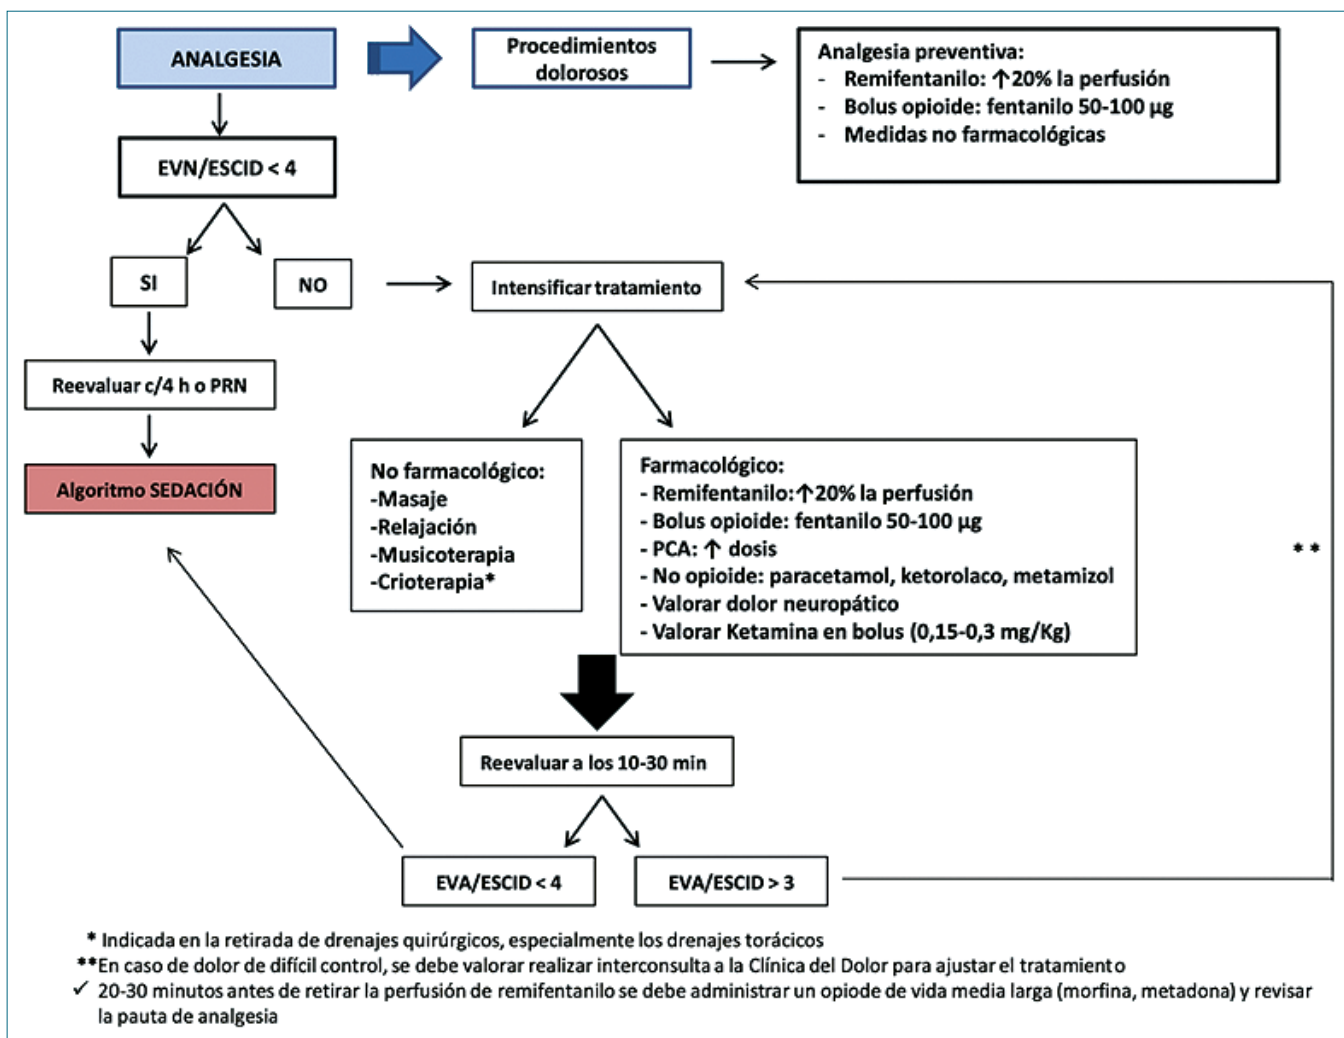 ANALGESIA
Procedimientos
dolorosos
Analgesia preventiva:
- Remifentanilo: ↑20% la perfusión
- Bolus opioide: fentanilo 50-100 µg
- Medidas no farmacológicas
EVN/ESCID < 4
SI
NO
Intensificar tratamiento
Reevaluar c/4 h o PRN
Algoritmo SEDACIÓN
No farmacológico:
-Masaje
-Relajación
-Musicoterapia
-Crioterapia*
Farmacológico:
- Remifentanilo:↑20% la perfusión
- Bolus opioide: fentanilo 50-100 µg
- PCA: ↑ dosis
- No opioide: paracetamol, ketorolaco, metamizol
- Valorar dolor neuropático
- Valorar Ketamina en bolus (0,15-0,3 mg/Kg)
**
Reevaluar a los 10-30 min
EVA/ESCID < 4
EVA/ESCID > 3
* Indicada en la retirada de drenajes quirúrgicos, especialmente los drenajes torácicos
**En caso de dolor de difícil control, se debe valorar realizar interconsulta a la Clínica del Dolor para ajustar el tratamiento
✓ 20-30 minutos antes de retirar la perfusión de remifentanilo se debe administrar un opiode de vida media larga (morfina, metadona) y revisar
la pauta de analgesia